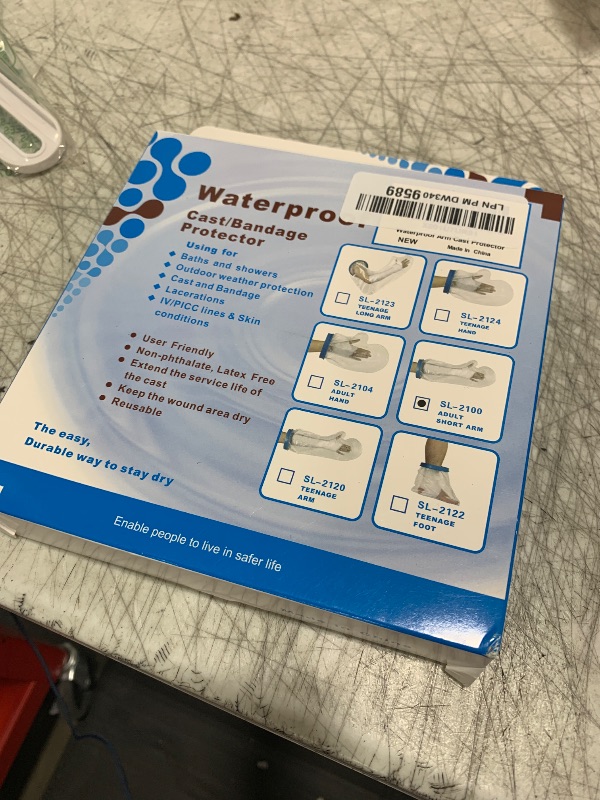 LPN PM DW340 9589
Waterproof Arm Cast Protector
NEW Made in China
Cast/Bandage
Protector
Using for
Baths and showers
Outdoor weather protection
Cast and Bandage
Lacerations
IV/PICC lines & Skin
conditions
User Friendly
Non-phthalate, Latex Free
Extend the service life of
the cast
Keep the wound area dry
Reusable
The easy,
Durable way to stay dry
SL-2123
TEENAGE
LONG ARM
SL-2124
TEENAGE
HAND
SL-2104
ADULT
HAND
SL-2100
ADULT
SHORT ARM
SL-2120
TEENAGE
ARM
SL-2122
TEENAGE
FOOT
Enable people to live in safer life